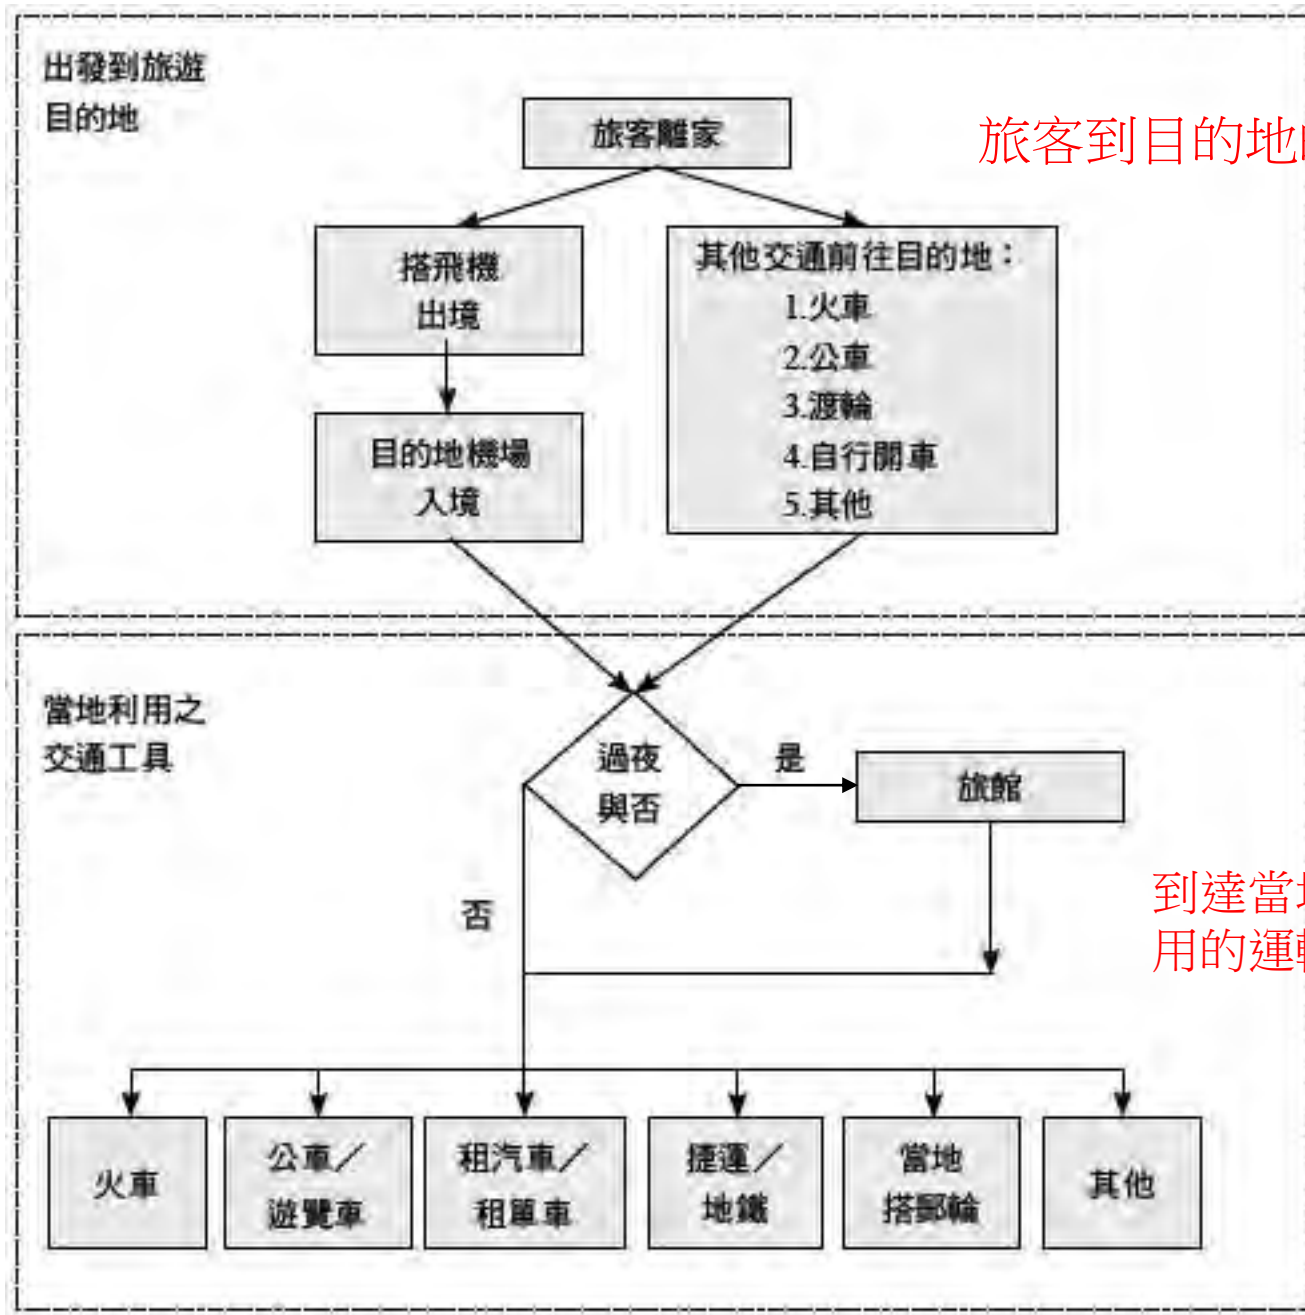 出發到旅遊
目的地
旅客離家
旅客到目的地
搭飛機
出境
其他交通前往目的地：
1.火車
2.公車
3.渡輪
4.自行開車
5.其他
目的地機場
入境
當地利用之
交通工具
過夜
與否
是
旅館
否
到達當
用的運
火車
公車／
遊覽車
租汽車／
租單車
捷運／
地鐵
當地
搭郵輪
其他